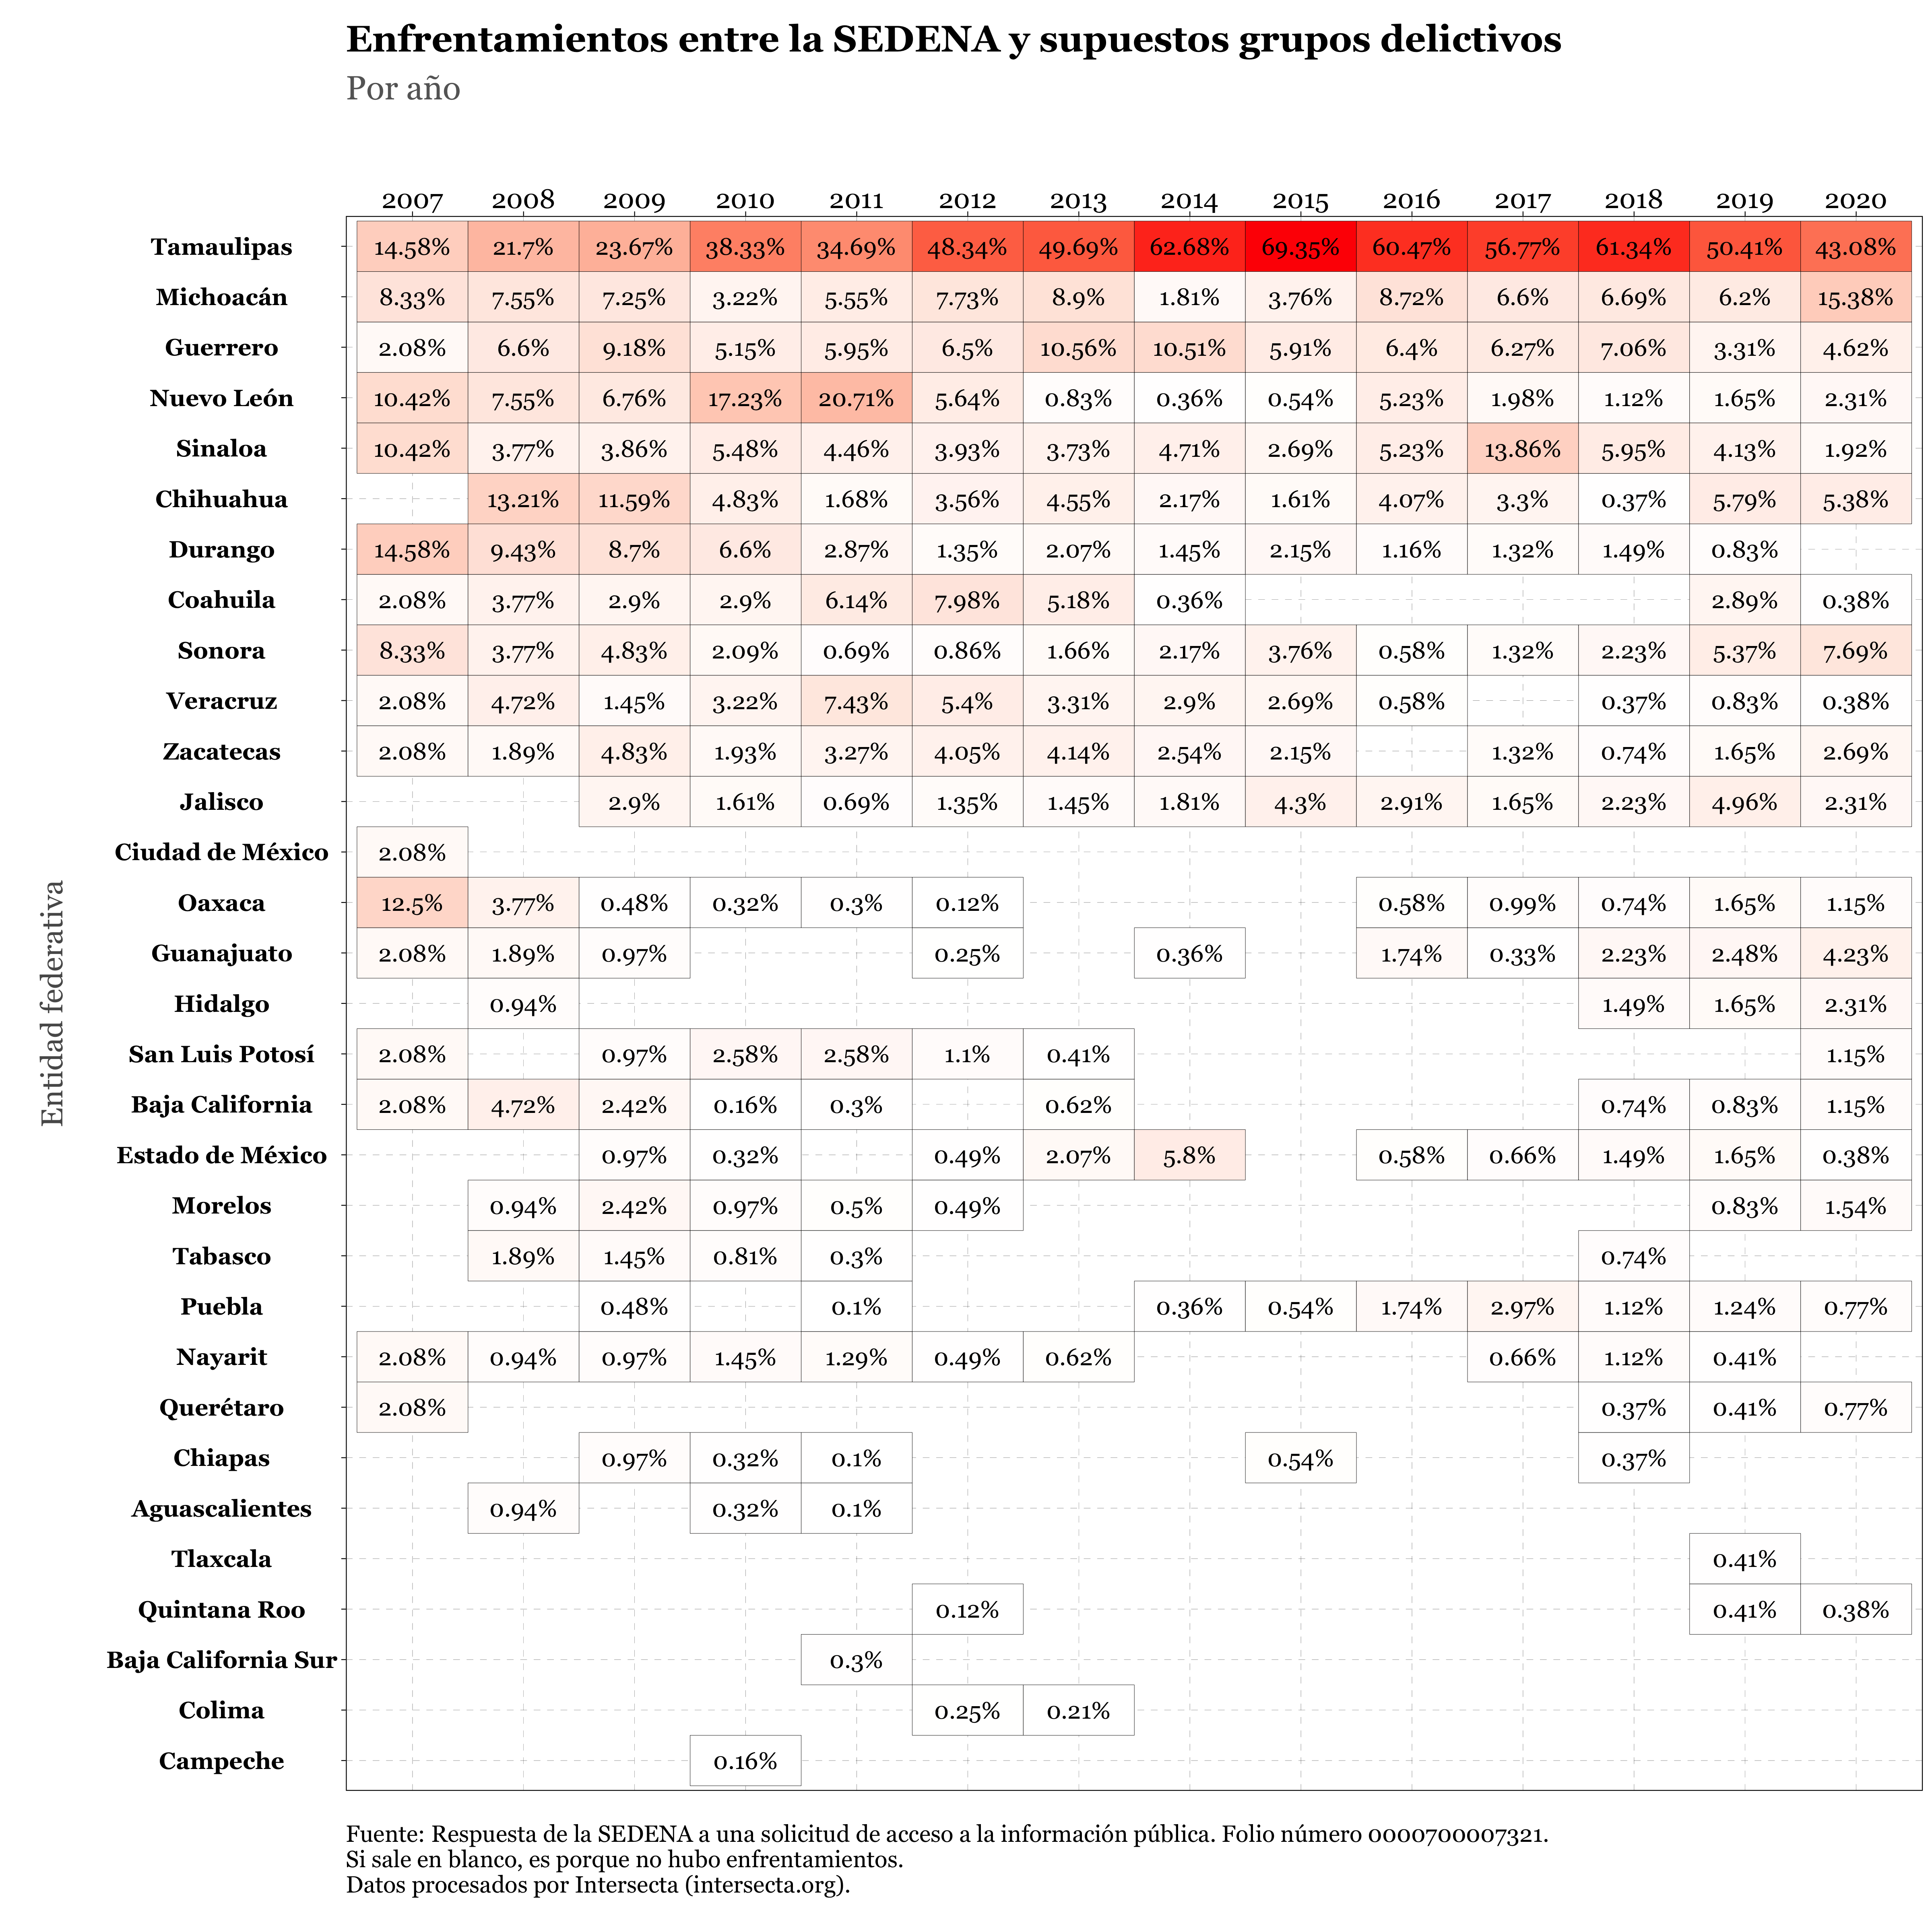 Enfrentamientos entre la SEDENA y supuestos grupos delictivos
Por año
2007 2008 2009 2010 2011 2012 2013 2014 2015 2016 2017 2018 2019 2020
Tamaulipas 14.58% 21.7% 23.67% 38.33% 34.69% 48.34% 49.69% 62.68% 69.35% 60.47% 56.77% 61.34% 50.41% 43.08%
Michoacán 8.33% 7.55% 7.25% 3.22% 5.55% 7.73% 8.9% 1.81% 3.76% 8.72% 6.6% 6.69% 6.2% 15.38%
Guerrero 2.08% 6.6% 9.18% 5.15% 5.95% 6.5% 10.56% 10.51% 5.91% 6.4% 6.27% 7.06% 3.31% 4.62%
Nuevo León 10.42% 7.55% 6.76% 17.23% 20.71% 5.64% 0.83% 0.36% 0.54% 5.23% 1.98% 1.12% 1.65% 2.31%
Sinaloa 10.42% 3.77% 3.86% 5.48% 4.46% 3.93% 3.73% 4.71% 2.69% 5.23% 13.86% 5.95% 4.13% 1.92%
Chihuahua 13.21% 11.59% 4.83% 1.68% 3.56% 4.55% 2.17% 1.61% 4.07% 3.3% 0.37% 5.79% 5.38%
Durango 14.58% 9.43% 8.7% 6.6% 2.87% 1.35% 2.07% 1.45% 2.15% 1.16% 1.32% 1.49% 0.83%
Coahuila 2.08% 3.77% 2.9% 2.9% 6.14% 7.98% 5.18% 0.36% 2.89% 0.38%
Sonora 8.33% 3.77% 4.83% 2.09% 0.69% 0.86% 1.66% 2.17% 3.76% 0.58% 1.32% 2.23% 5.37% 7.69%
Veracruz 2.08% 4.72% 1.45% 3.22% 7.43% 5.4% 3.31% 2.9% 2.69% 0.58% 0.37% 0.83% 0.38%
Zacatecas 2.08% 1.89% 4.83% 1.93% 3.27% 4.05% 4.14% 2.54% 2.15% 1.32% 0.74% 1.65% 2.69%
Jalisco 2.9% 1.61% 0.69% 1.35% 1.45% 1.81% 4.3% 2.91% 1.65% 2.23% 4.96% 2.31%
Ciudad de México 2.08%
Oaxaca 12.5% 3.77% 0.48% 0.32% 0.3% 0.12% 0.58% 0.99% 0.74% 1.65% 1.15%
Guanajuato 2.08% 1.89% 0.97% 0.25% 0.36% 1.74% 0.33% 2.23% 2.48% 4.23%
Hidalgo 0.94% 1.49% 1.65% 2.31%
San Luis Potosí 2.08% 0.97% 2.58% 2.58% 1.1% 0.41% 1.15%
Baja California 2.08% 4.72% 2.42% 0.16% 0.3% 0.62% 0.74% 0.83% 1.15%
Estado de México 0.97% 0.32% 0.49% 2.07% 5.8% 0.58% 0.66% 1.49% 1.65% 0.38%
Morelos 0.94% 2.42% 0.97% 0.5% 0.49% 0.83% 1.54%
Tabasco 1.89% 1.45% 0.81% 0.3% 0.74%
Puebla 0.48% 0.1% 0.36% 0.54% 1.74% 2.97% 1.12% 1.24% 0.77%
Nayarit 2.08% 0.94% 0.97% 1.45% 1.29% 0.49% 0.62% 0.66% 1.12% 0.41%
Querétaro 2.08% 0.37% 0.41% 0.77%
Chiapas 0.97% 0.32% 0.1% 0.54% 0.37%
Aguascalientes 0.94% 0.32% 0.1%
Tlaxcala 0.41%
Quintana Roo 0.12% 0.41% 0.38%
Baja California Sur 0.3%
Colima 0.25% 0.21%
Campeche 0.16%
Entidad federativa
Fuente: Respuesta de la SEDENA a una solicitud de acceso a la información pública. Folio número 0000700007321.
Si sale en blanco, es porque no hubo enfrentamientos.
Datos procesados por Intersecta (intersecta.org).